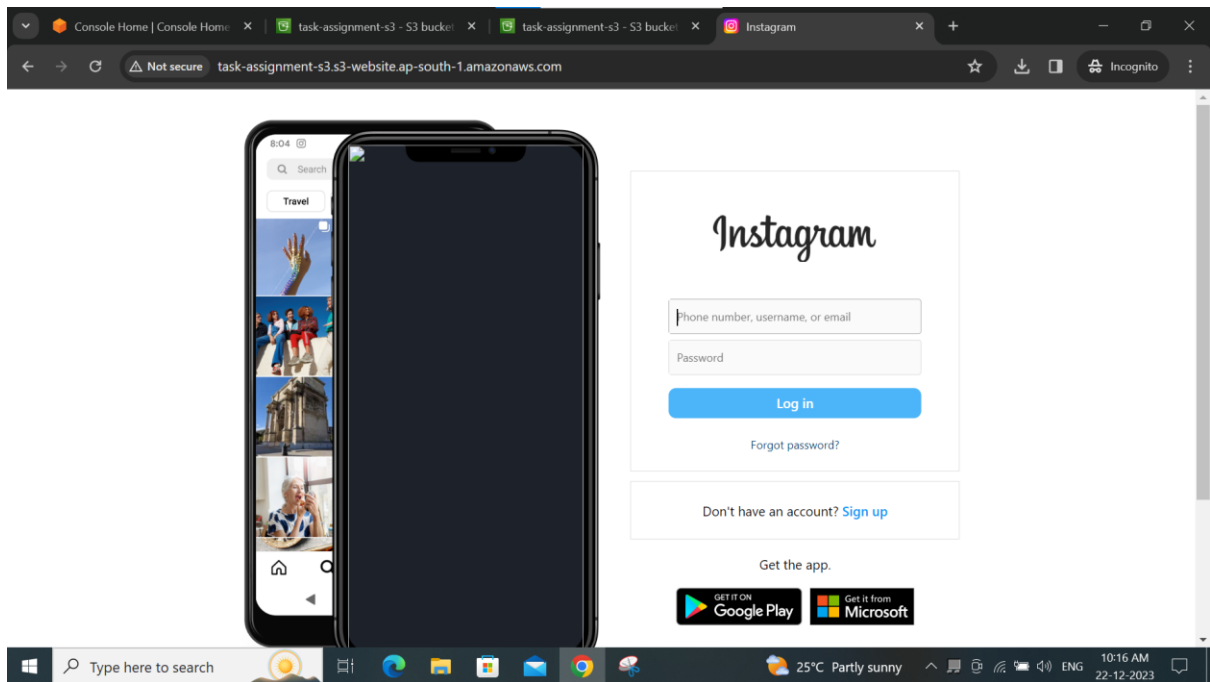 Console Home | Console Home
task-assignment-s3 - S3 bucket
task-assignment-s3 - S3 bucket
Instagram
Not secure
task-assignment-s3.s3-website.ap-south-1.amazonaws.com
Incognito
8:04
Search
Travel
Instagram
Phone number, username, or email
Password
Log in
Forgot password?
Don't have an account? Sign up
Get the app.
GET IT ON
Google Play
Get it from
Microsoft
Type here to search
25°C Partly sunny
ENG
10:16 AM
22-12-2023